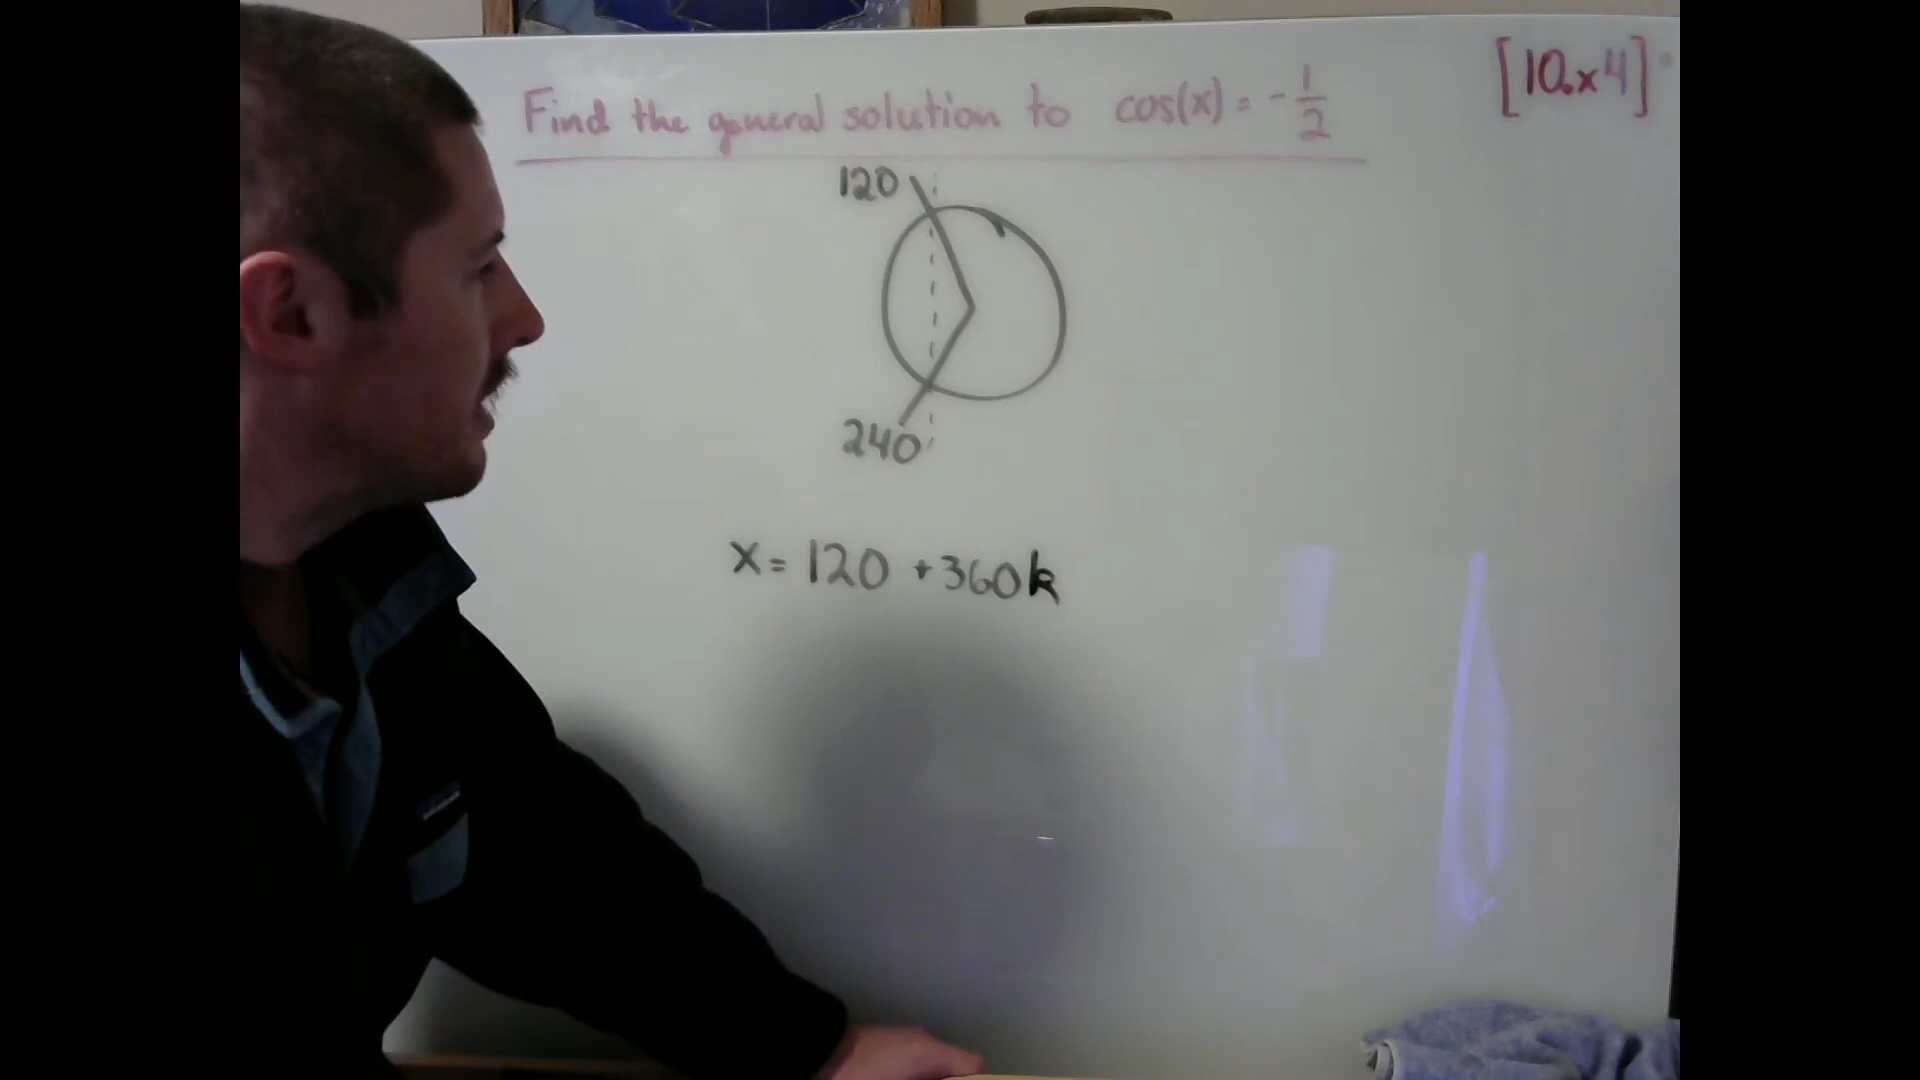 Find the general solution to cos(x) = -1/2
[10.x4]
120
240
x = 120 + 360k